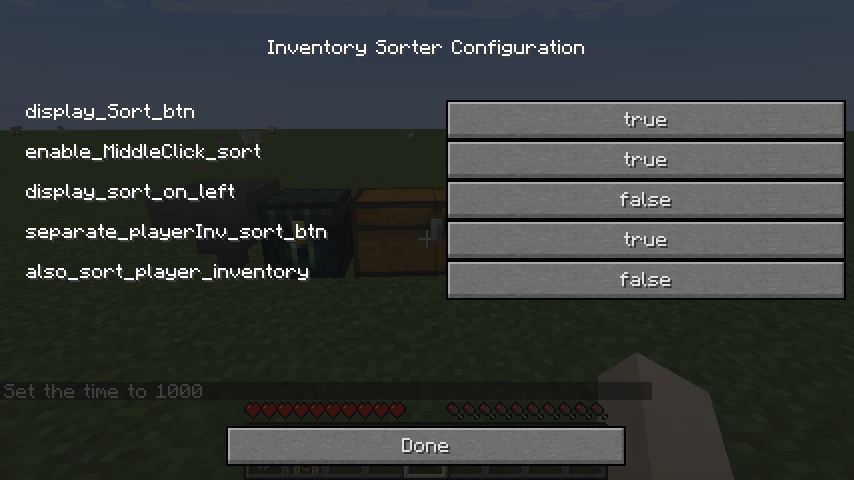 Inventory Sorter Configuration
display_Sort_btn true
enable_MiddleClick_sort true
display_sort_on_left false
separate_playerInv_sort_btn true
also_sort_player_inventory false
Set the time to 1000
Done